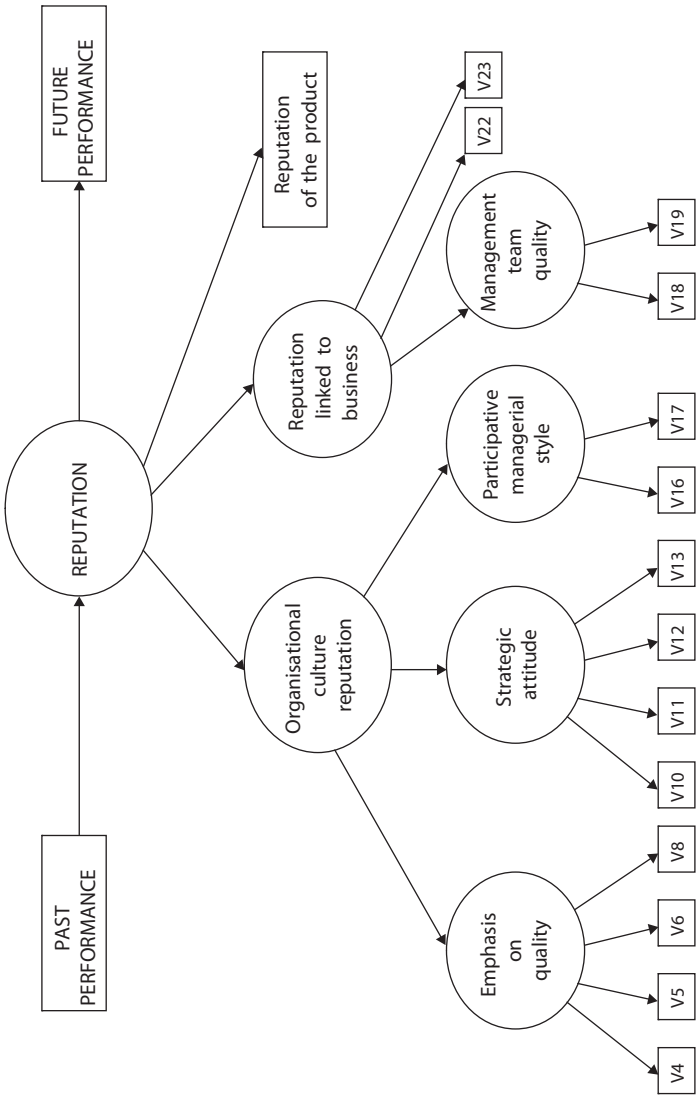 PAST
PERFORMANCE
REPUTATION
FUTURE
PERFORMANCE
Organisational
culture
reputation
Reputation
linked to
business
Reputation
of the product
Emphasis
on
quality
Strategic
attitude
Participative
managerial
style
Management
team
quality
V22
V23
V4
V5
V6
V8
V10
V11
V12
V13
V16
V17
V18
V19